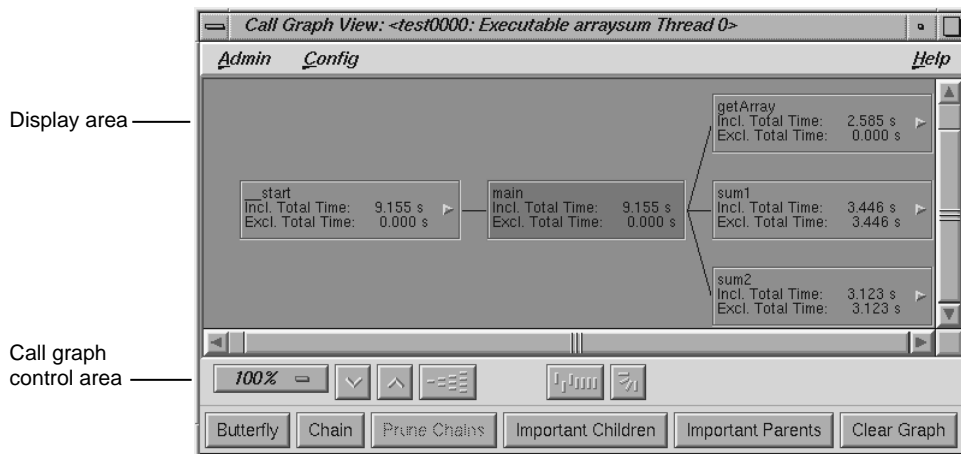 Call Graph View: <test0000: Executable arraysum Thread 0>
Admin Config Help
Display area
getArray
Incl. Total Time: 2.585 s
Excl. Total Time: 0.000 s
__start
Incl. Total Time: 9.155 s
Excl. Total Time: 0.000 s
main
Incl. Total Time: 9.155 s
Excl. Total Time: 0.000 s
sum1
Incl. Total Time: 3.446 s
Excl. Total Time: 3.446 s
sum2
Incl. Total Time: 3.123 s
Excl. Total Time: 3.123 s
Call graph
control area
100%
Butterfly Chain Prune Chains Important Children Important Parents Clear Graph